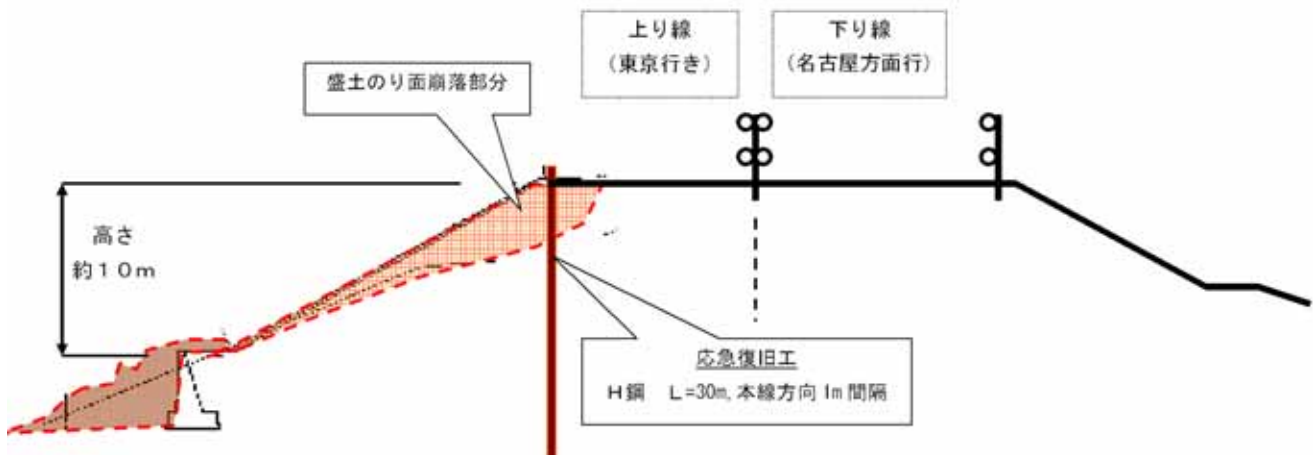 上り線
(東京行き)
下り線
(名古屋方面行)
盛土のり面崩落部分
高さ
約１０ｍ
応急復旧工
Ｈ鋼　Ｌ=30m, 本線方向 1m 間隔